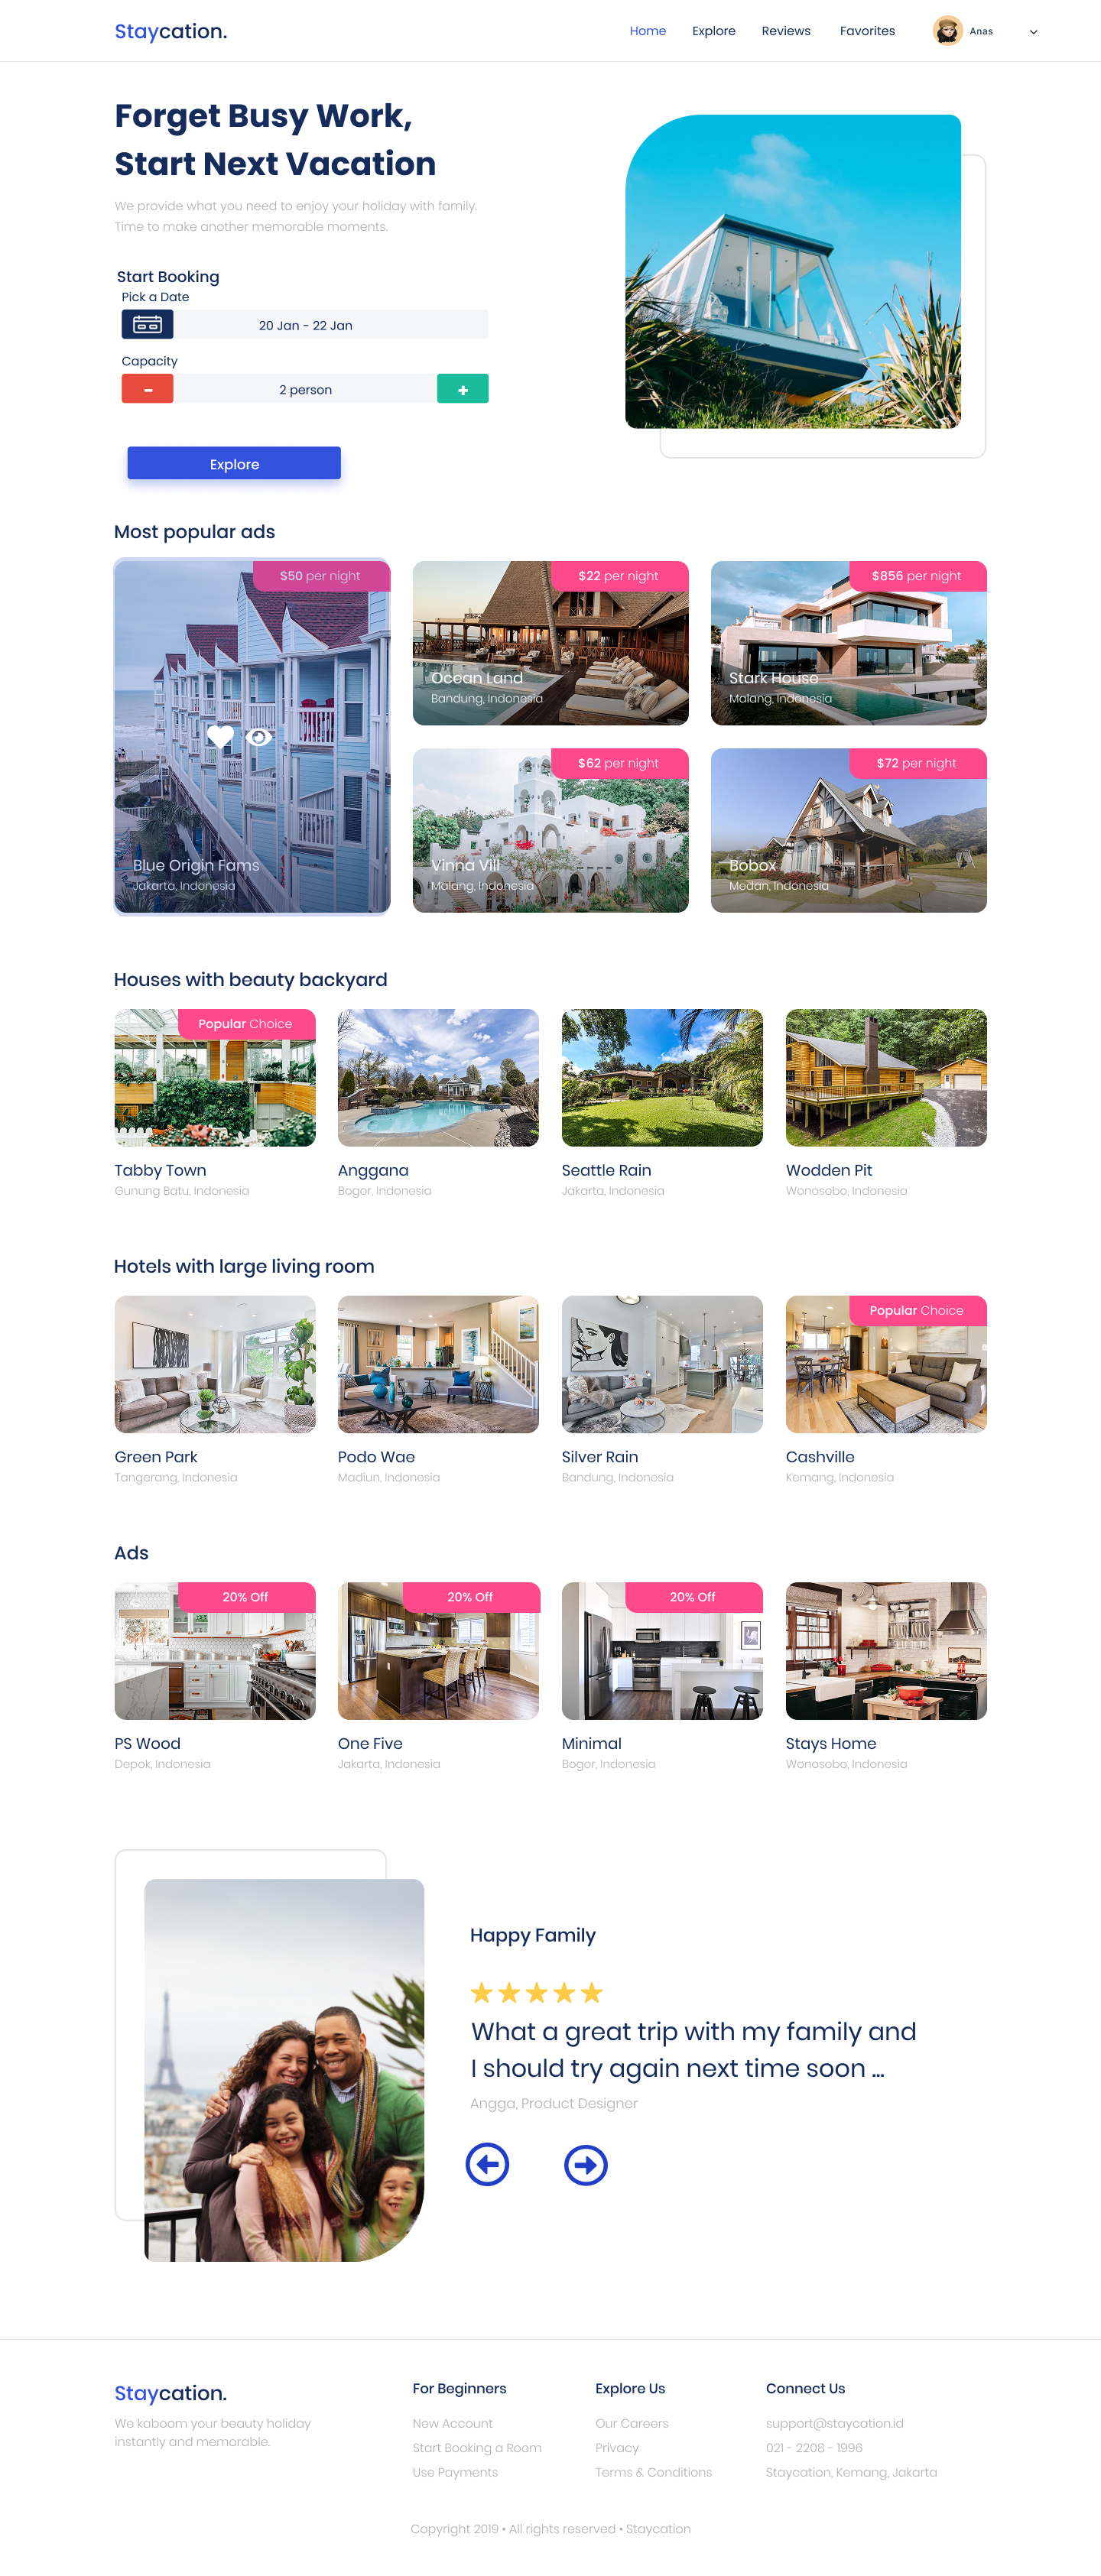 Staycation.
Home Explore Reviews Favorites Anas
Forget Busy Work,
Start Next Vacation
We provide what you need to enjoy your holiday with family.
Time to make another memorable moments.
Start Booking
Pick a Date
20 Jan - 22 Jan
Capacity
- 2 person +
Explore
Most popular ads
$50 per night
Blue Origin Fams
Jakarta, Indonesia
$22 per night
Ocean Land
Bandung, Indonesia
$856 per night
Stark House
Malang, Indonesia
$62 per night
Vinna Vill
Malang, Indonesia
$72 per night
Bobox
Medan, Indonesia
Houses with beauty backyard
Popular Choice
Tabby Town
Gunung Batu, Indonesia
Anggana
Bogor, Indonesia
Seattle Rain
Jakarta, Indonesia
Wodden Pit
Wonosobo, Indonesia
Hotels with large living room
Green Park
Tangerang, Indonesia
Podo Wae
Madiun, Indonesia
Silver Rain
Bandung, Indonesia
Popular Choice
Cashville
Kemang, Indonesia
Ads
20% Off
PS Wood
Depok, Indonesia
20% Off
One Five
Jakarta, Indonesia
20% Off
Minimal
Bogor, Indonesia
Stays Home
Wonosobo, Indonesia
Happy Family
What a great trip with my family and
I should try again next time soon ...
Angga, Product Designer
Staycation.
We kaboom your beauty holiday
instantly and memorable.
For Beginners
New Account
Start Booking a Room
Use Payments
Explore Us
Our Careers
Privacy
Terms & Conditions
Connect Us
support@staycation.id
021 - 2208 - 1996
Staycation, Kemang, Jakarta
Copyright 2019 • All rights reserved • Staycation